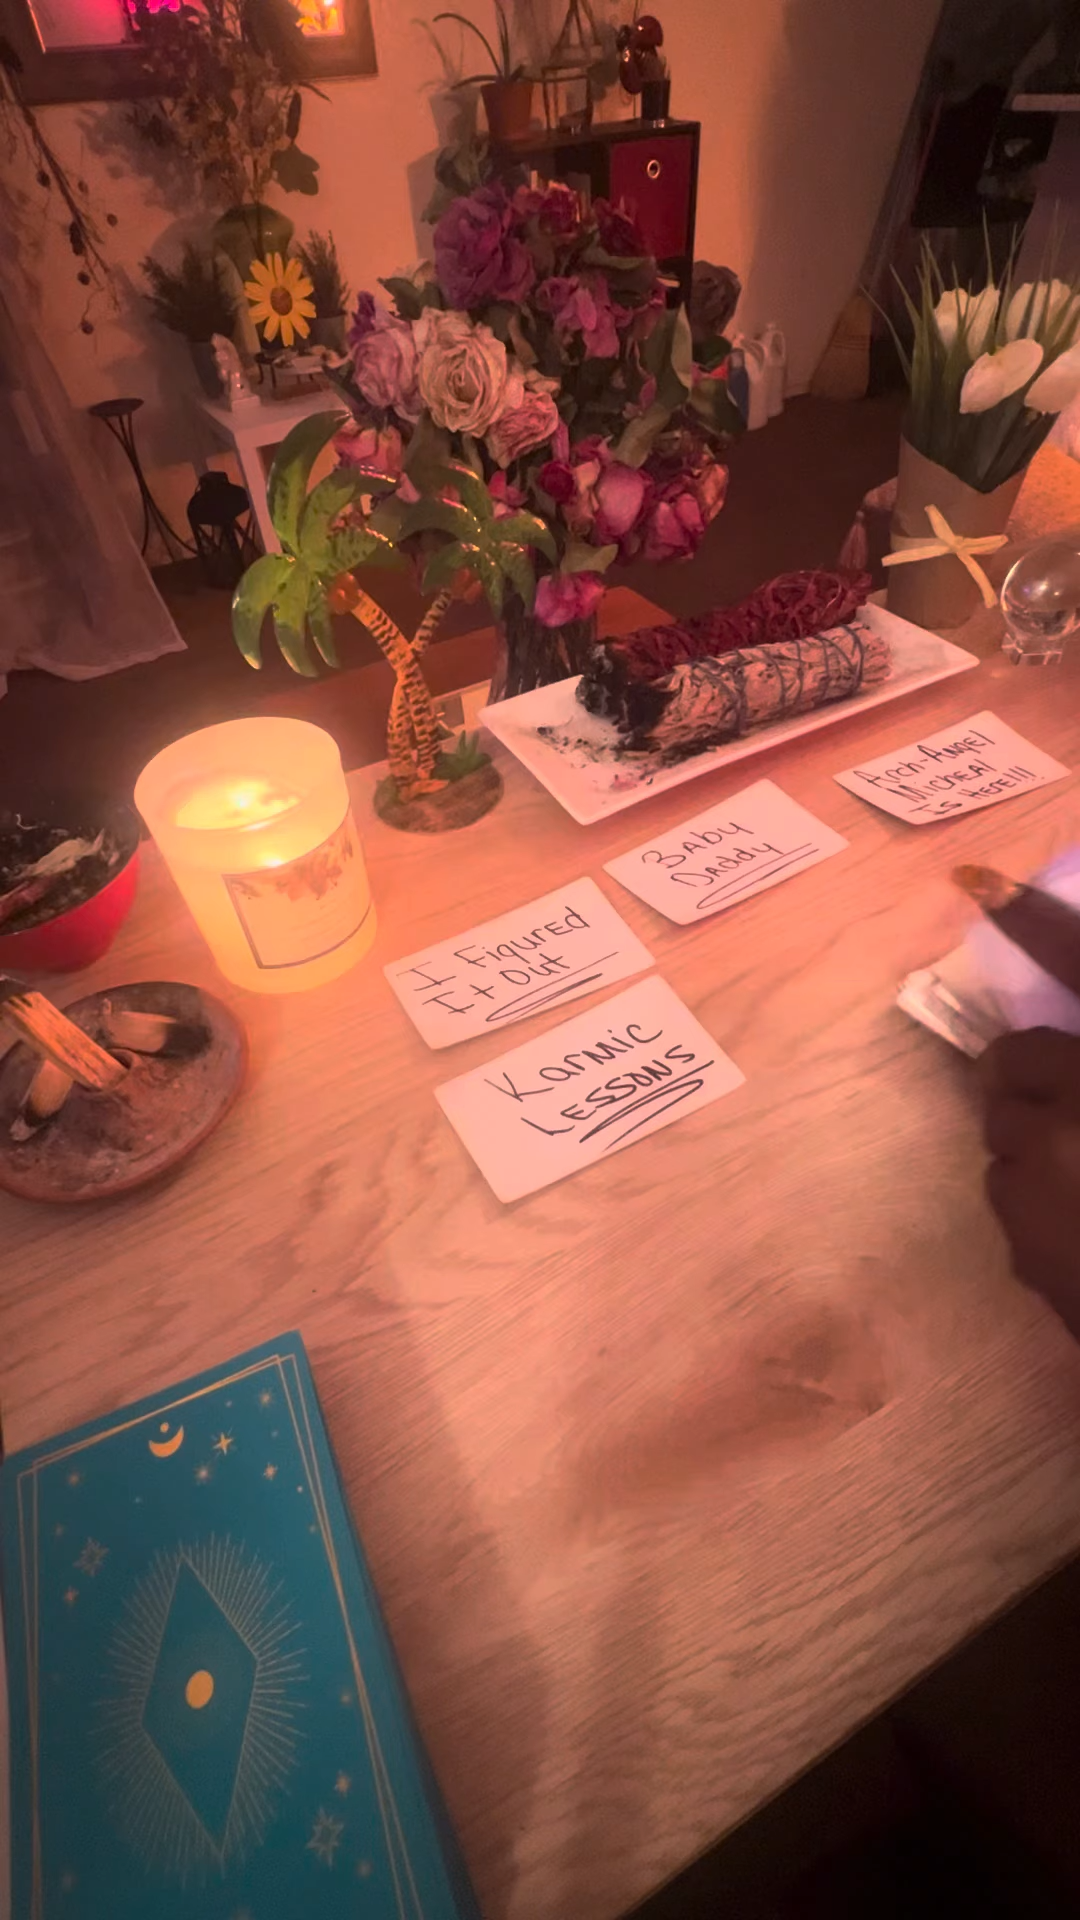 Arch-Angel
Micheal
Is HERE!!!
Baby
Daddy
I Figured
It Out
Karmic
LESSONS